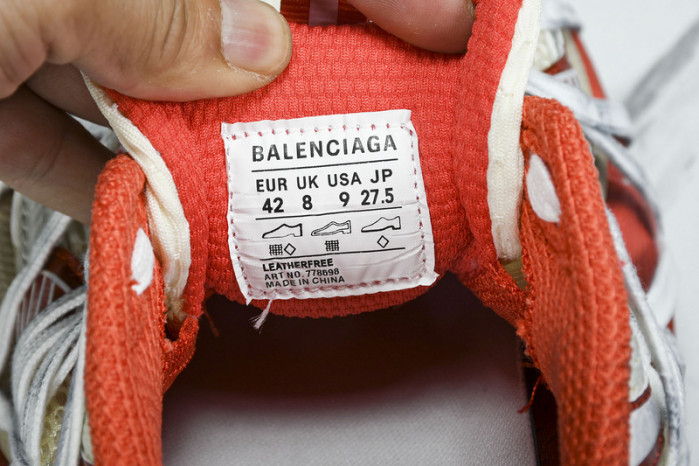 BALENCIAGA
EUR UK USA JP
42 8 9 27.5
LEATHERFREE
ART NO. 778698
MADE IN CHINA